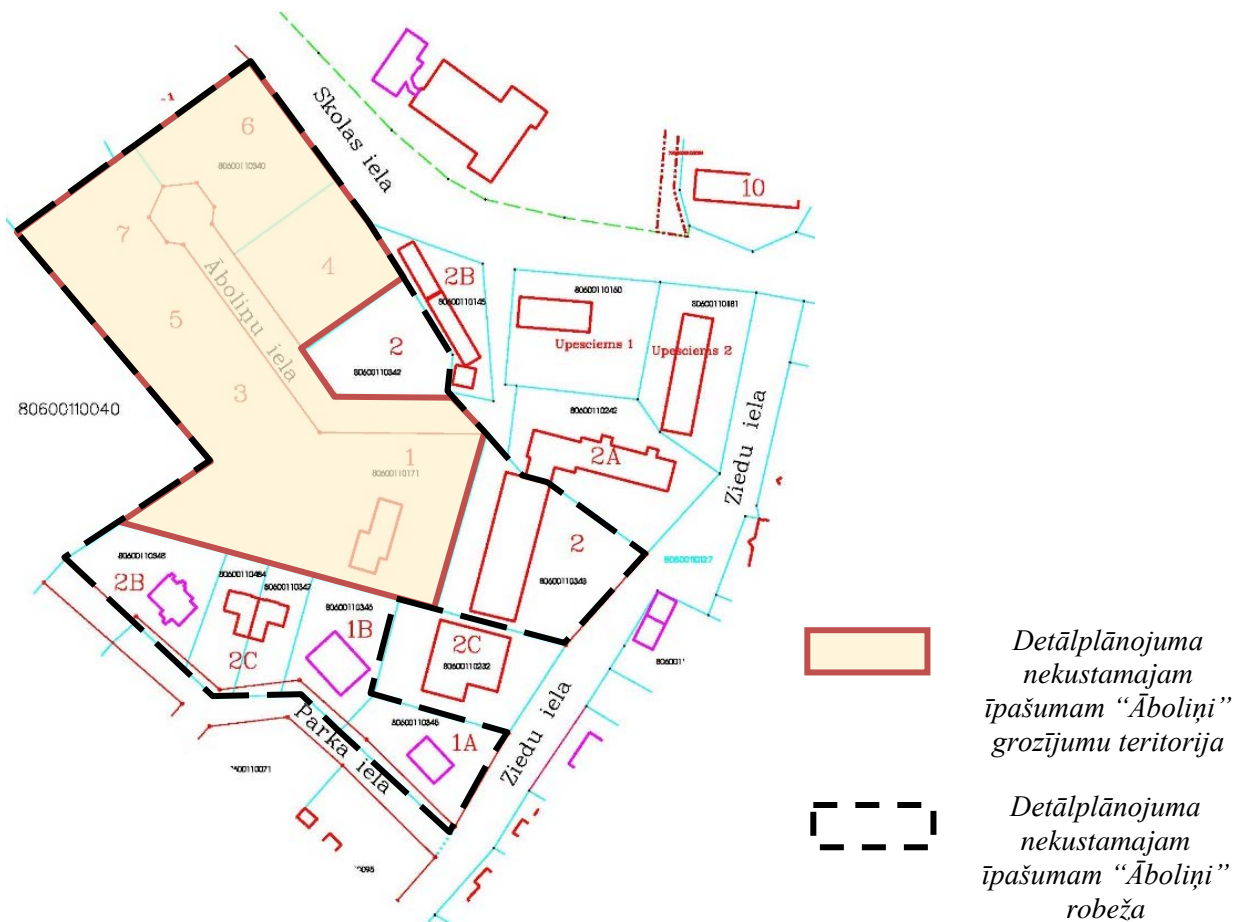 Skolas iela
-1
6
80600110340
10
7
4
2B
80600110145
80600110160
80600110181
Āboliņu iela
5
2
80600110342
Upesciems 1
Upesciems 2
3
80600110040
80600110242
1
80600110171
2A
Ziedu iela
2
80600110343
80600110127
80600110348
80600110484
80600110347
80600110346
2B
1B
2C
2C
80600110232
Parka iela
80600110345
1A
Ziedu iela
Detālplānojuma
nekustamajam
īpašumam “Āboliņi”
grozījumu teritorija
Detālplānojuma
nekustamajam
īpašumam “Āboliņi”
robeža